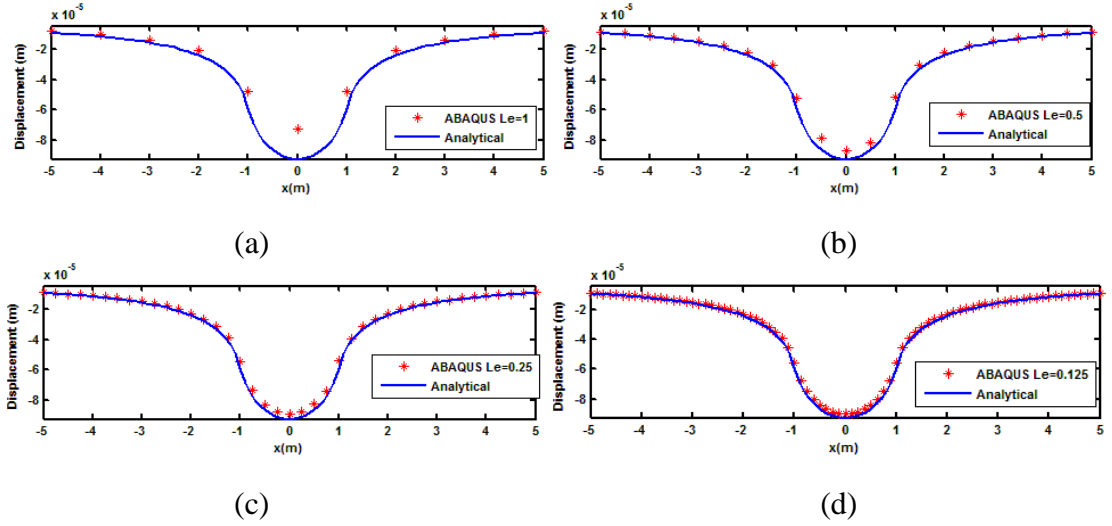 x 10 -5
Displacement (m)
-2
-4
-6
-8
ABAQUS Le=1
Analytical
-5 -4 -3 -2 -1 0 1 2 3 4 5
x(m)
(a)
x 10 -5
Displacement (m)
-2
-4
-6
-8
ABAQUS Le=0.5
Analytical
-5 -4 -3 -2 -1 0 1 2 3 4 5
x(m)
(b)
x 10 -5
Displacement (m)
-2
-4
-6
-8
ABAQUS Le=0.25
Analytical
-5 -4 -3 -2 -1 0 1 2 3 4 5
x(m)
(c)
x 10 -5
Displacement (m)
-2
-4
-6
-8
ABAQUS Le=0.125
Analytical
-5 -4 -3 -2 -1 0 1 2 3 4 5
x(m)
(d)